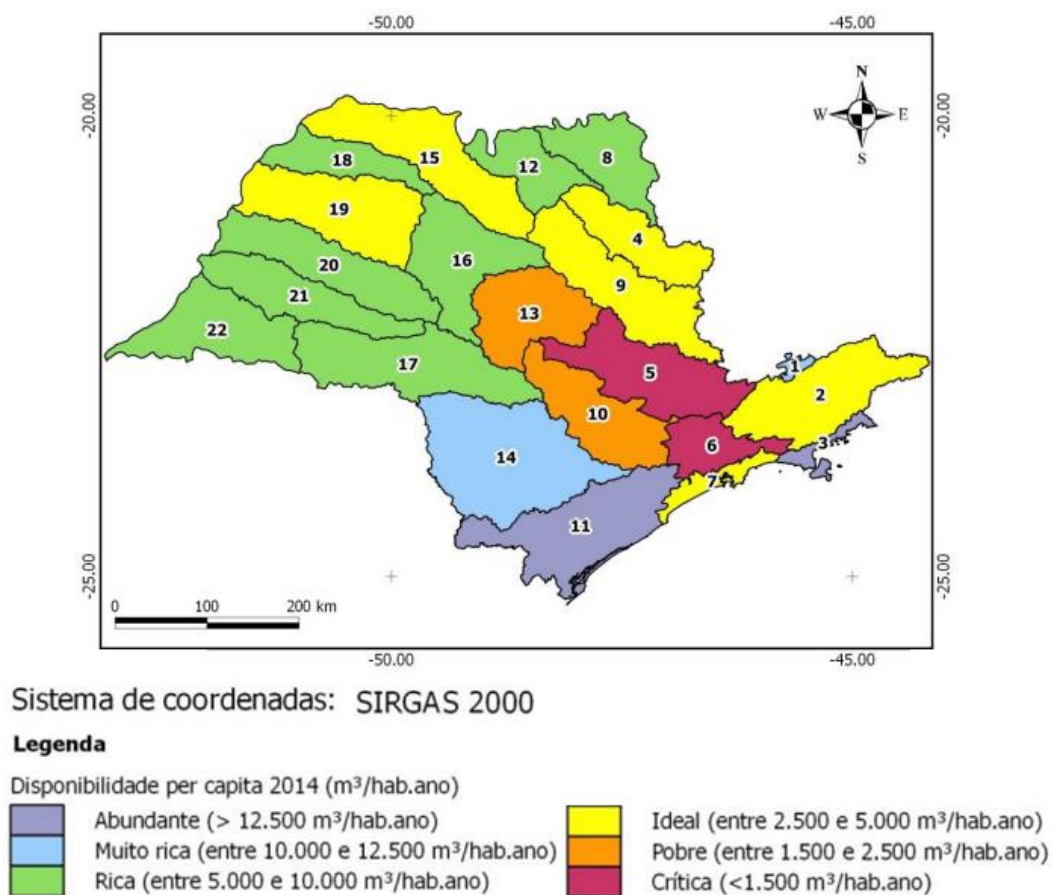 -50.00 -45.00
N
W E
S
-20.00 -20.00
15
18 12 8
19
4
16
20 9
21 13
22
17 5 1
2
10
6 3
14
7
11
-25.00 -25.00
0 100 200 km
-50.00 -45.00
Sistema de coordenadas: SIRGAS 2000
Legenda
Disponibilidade per capita 2014 (m³/hab.ano)
Abundante (> 12.500 m³/hab.ano)
Muito rica (entre 10.000 e 12.500 m³/hab.ano)
Rica (entre 5.000 e 10.000 m³/hab.ano)
Ideal (entre 2.500 e 5.000 m³/hab.ano)
Pobre (entre 1.500 e 2.500 m³/hab.ano)
Crítica (<1.500 m³/hab.ano)